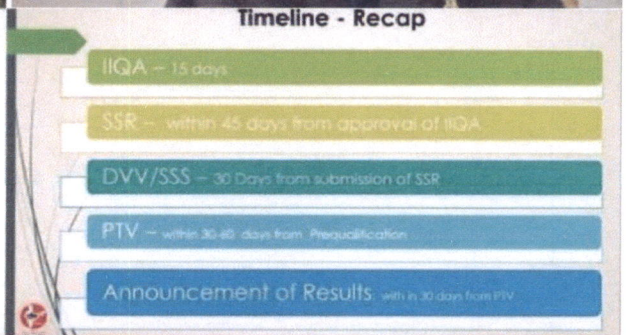 Timeline - Recap
IIQA – 15 days
SSR – within 45 days from approval of IIQA
DVV/SSS – 30 Days from submission of SSR
PTV – within 30-60 days from Prequalification
Announcement of Results with in 30 days from PTV